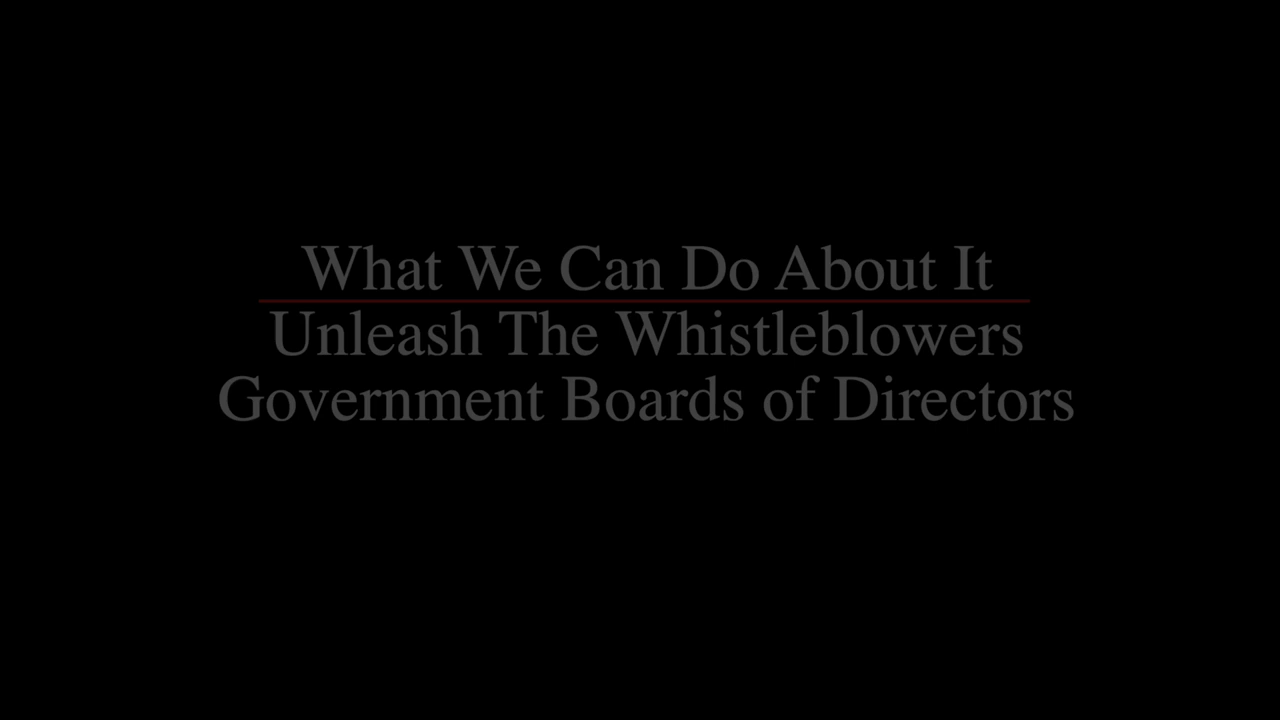 What We Can Do About It
Unleash The Whistleblowers
Government Boards of Directors